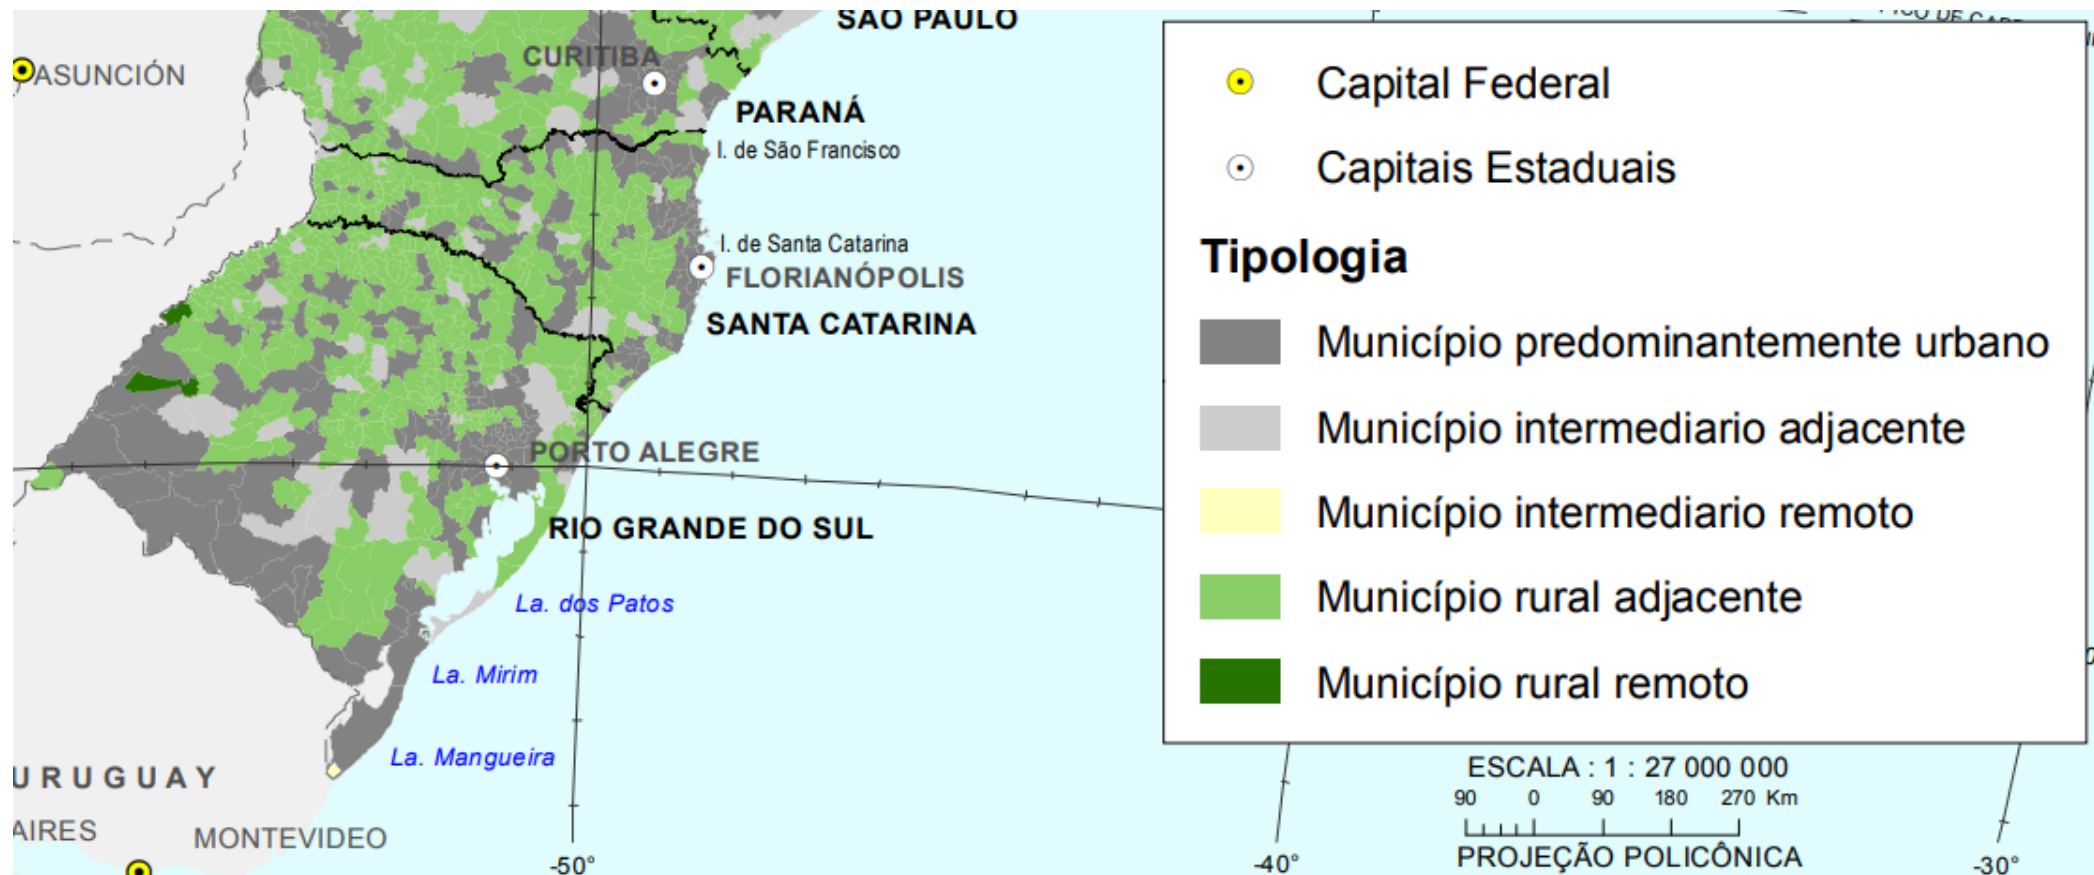 SÃO PAULO
CURITIBA
ASUNCIÓN
PARANÁ
I. de São Francisco
I. de Santa Catarina
FLORIANÓPOLIS
SANTA CATARINA
PORTO ALEGRE
RIO GRANDE DO SUL
La. dos Patos
La. Mirim
La. Mangueira
URUGUAY
AIRES
MONTEVIDEO
-50°
-40°
-30°
Capital Federal
Capitais Estaduais
Tipologia
Município predominantemente urbano
Município intermediario adjacente
Município intermediario remoto
Município rural adjacente
Município rural remoto
ESCALA : 1 : 27 000 000
90 0 90 180 270 Km
PROJEÇÃO POLICÔNICA